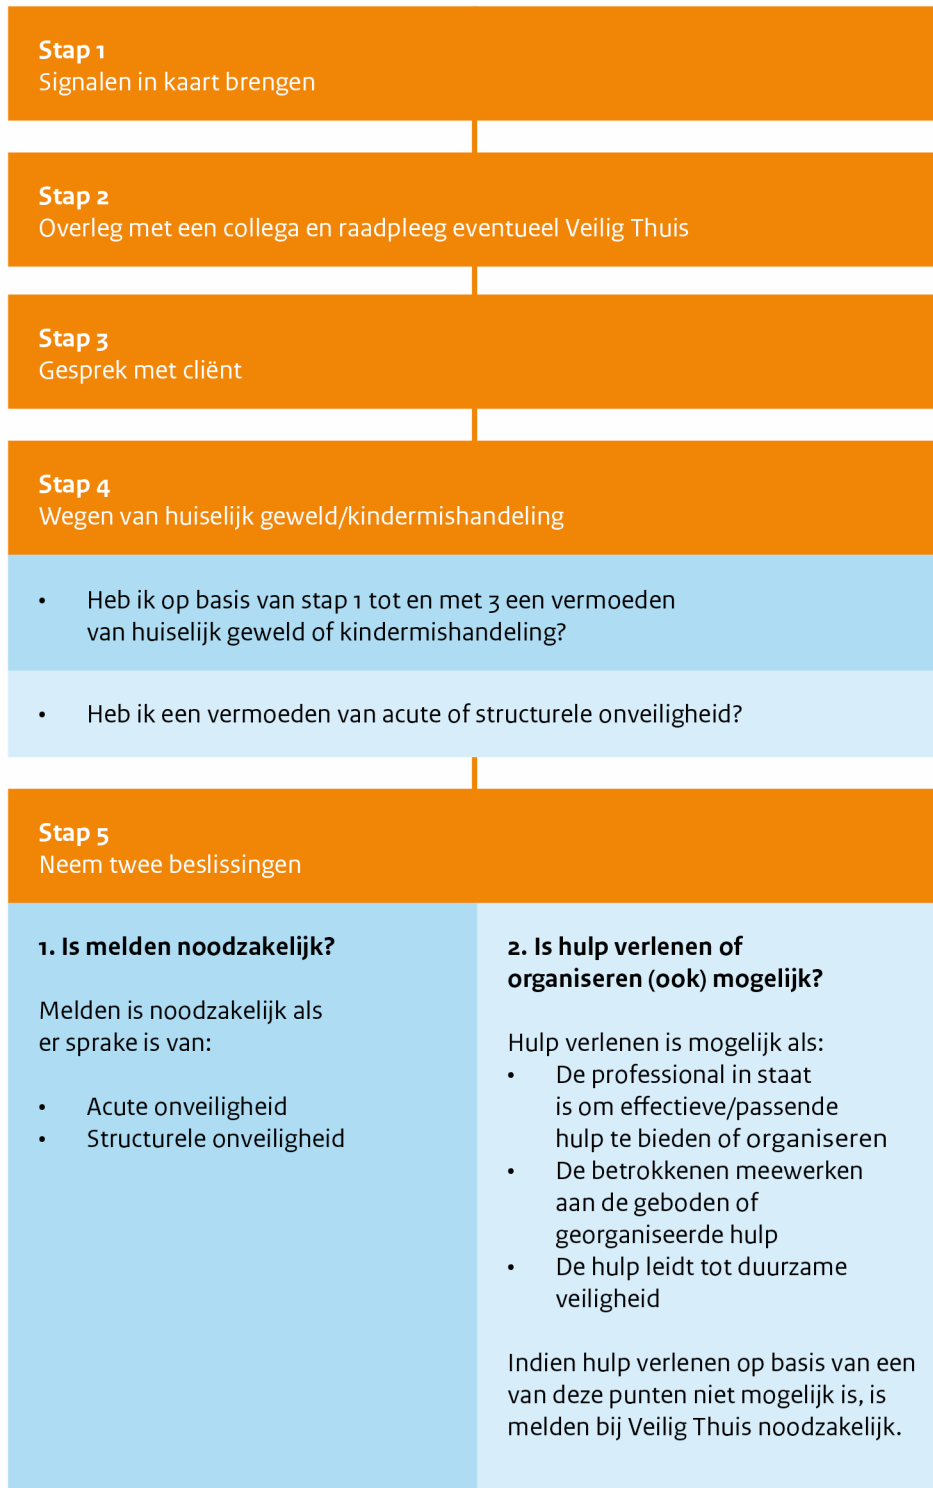 Stap 1
Signalen in kaart brengen
Stap 2
Overleg met een collega en raadpleeg eventueel Veilig Thuis
Stap 3
Gesprek met cliënt
Stap 4
Wegen van huiselijk geweld/kindermishandeling
• Heb ik op basis van stap 1 tot en met 3 een vermoeden
van huiselijk geweld of kindermishandeling?
• Heb ik een vermoeden van acute of structurele onveiligheid?
Stap 5
Neem twee beslissingen
1. Is melden noodzakelijk?
Melden is noodzakelijk als
er sprake is van:
• Acute onveiligheid
• Structurele onveiligheid
2. Is hulp verlenen of
organiseren (ook) mogelijk?
Hulp verlenen is mogelijk als:
• De professional in staat
is om effectieve/passende
hulp te bieden of organiseren
• De betrokkenen meewerken
aan de geboden of
georganiseerde hulp
• De hulp leidt tot duurzame
veiligheid
Indien hulp verlenen op basis van een
van deze punten niet mogelijk is, is
melden bij Veilig Thuis noodzakelijk.